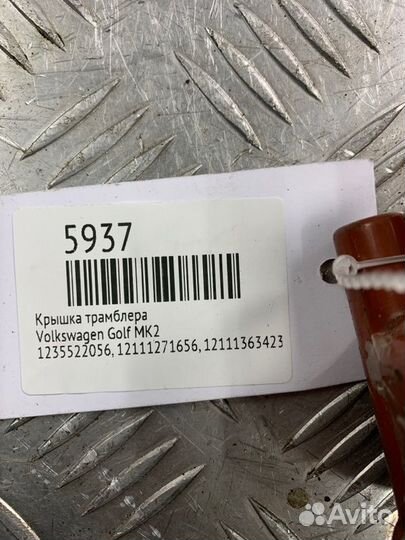 5937
Крышка трамблера
Volkswagen Golf MK2
1235522056, 12111271656, 12111363423
Avito